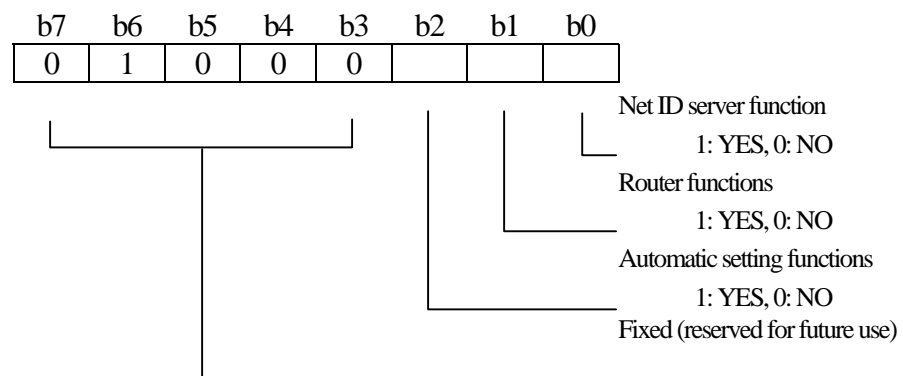 b7 b6 b5 b4 b3 b2 b1 b0
0 1 0 0 0
Net ID server function
1: YES, 0: NO
Router functions
1: YES, 0: NO
Automatic setting functions
1: YES, 0: NO
Fixed (reserved for future use)